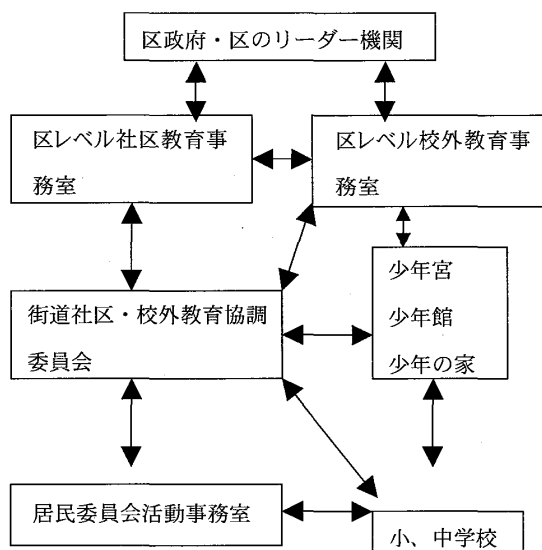 区政府・区のリーダー機関
区レベル社区教育事
務室
区レベル校外教育事
務室
少年宮
少年館
少年の家
街道社区・校外教育協調
委員会
居民委員会活動事務室
小、中学校